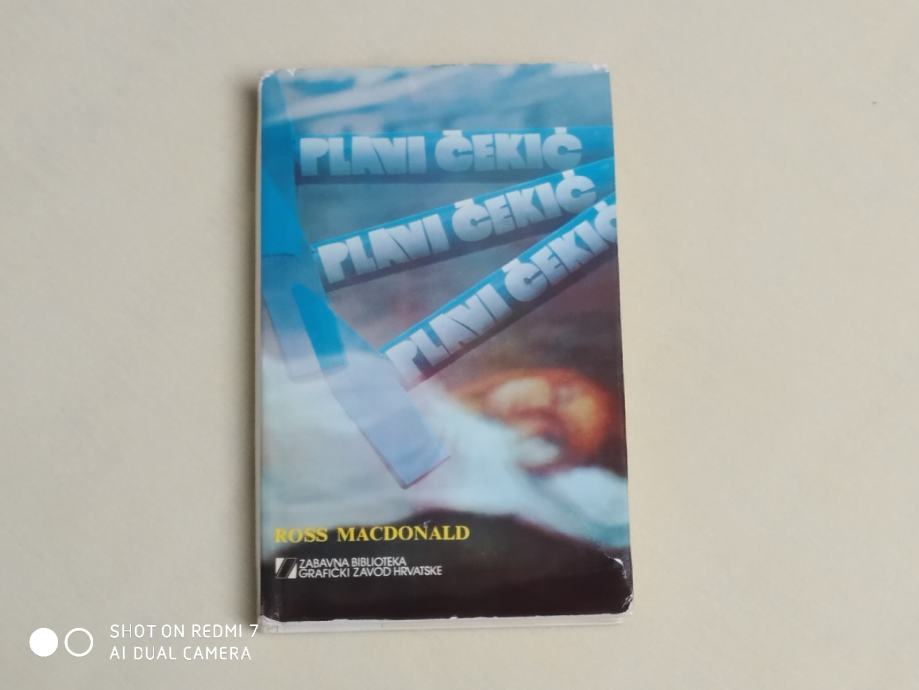 PLAVI ČEKIĆ
PLAVI ČEKIĆ
PLAVI ČEKIĆ
ROSS MACDONALD
ZABAVNA BIBLIOTEKA
GRAFIČKI ZAVOD HRVATSKE
SHOT ON REDMI 7
AI DUAL CAMERA